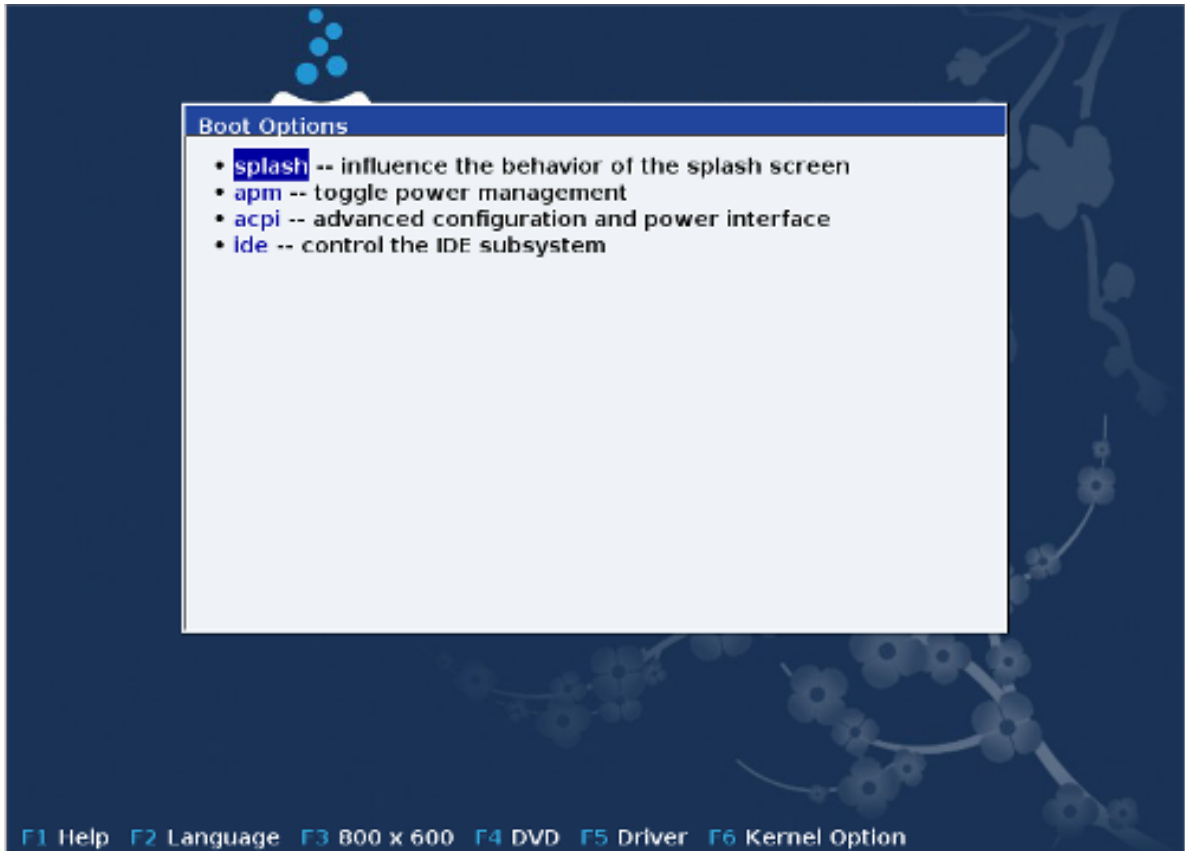 Boot Options
• splash -- influence the behavior of the splash screen
• apm -- toggle power management
• acpi -- advanced configuration and power interface
• ide -- control the IDE subsystem
F1 Help F2 Language F3 800 x 600 F4 DVD F5 Driver F6 Kernel Option